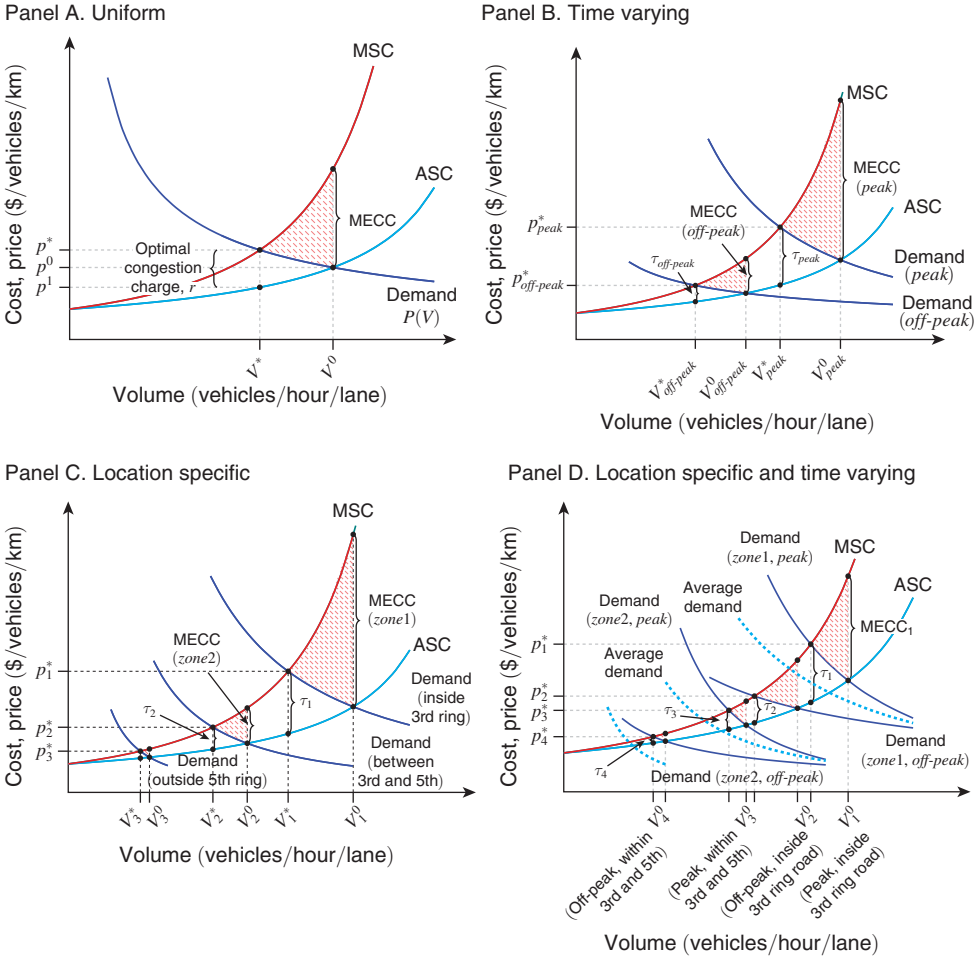 Panel A. Uniform
Cost, price ($/vehicles/km)
MSC
ASC
MECC
Optimal
congestion
charge, r
p*
p⁰
p¹
Demand
P(V)
V*
V⁰
Volume (vehicles/hour/lane)
Panel B. Time varying
Cost, price ($/vehicles/km)
MSC
MECC
(peak)
ASC
MECC
(off-peak)
p*peak
τoff-peak
τpeak
p*off-peak
Demand
(peak)
Demand
(off-peak)
V*off-peak
V⁰off-peak
V*peak
V⁰peak
Volume (vehicles/hour/lane)
Panel C. Location specific
Cost, price ($/vehicles/km)
MSC
MECC
(zone1)
ASC
MECC
(zone2)
p*₁
τ₁
τ₂
p*₂
p*₃
Demand
(inside
3rd ring)
Demand
(outside 5th ring)
Demand
(between
3rd and 5th)
V*₃
V⁰₃
V*₂
V⁰₂
V*₁
V⁰₁
Volume (vehicles/hour/lane)
Panel D. Location specific and time varying
Cost, price ($/vehicles/km)
Demand
(zone1, peak)
MSC
ASC
Average
demand
Demand
(zone2, peak)
MECC₁
Average
demand
p*₁
τ₁
p*₂
τ₂
p*₃
τ₃
p*₄
τ₄
Demand (zone2, off-peak)
Demand
(zone1, off-peak)
V⁰₄
V⁰₃
V⁰₂
V⁰₁
(Off-peak, within
3rd and 5th)
(Peak, within
3rd and 5th)
(Off-peak, inside
3rd ring road)
(Peak, inside
3rd ring road)
Volume (vehicles/hour/lane)